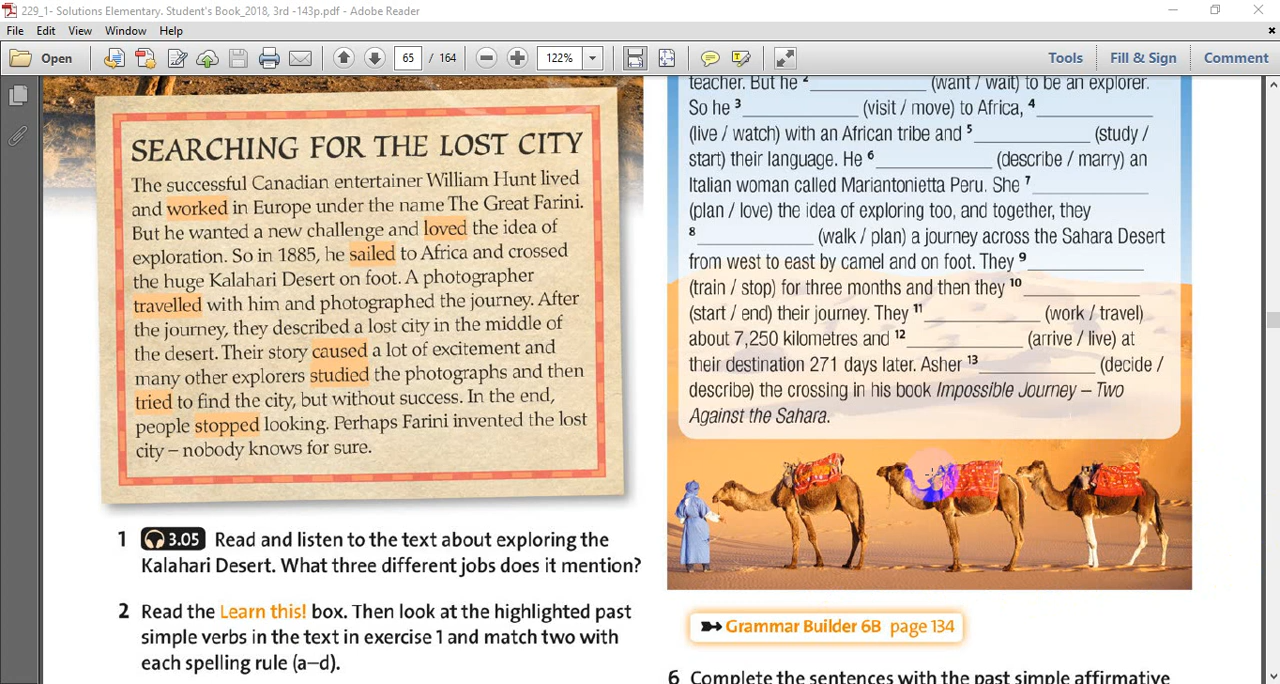 229_1- Solutions Elementary. Student's Book_2018, 3rd -143p.pdf - Adobe Reader
File Edit View Window Help
Open 65 / 164 122% Tools Fill & Sign Comment
SEARCHING FOR THE LOST CITY
The successful Canadian entertainer William Hunt lived
and worked in Europe under the name The Great Farini.
But he wanted a new challenge and loved the idea of
exploration. So in 1885, he sailed to Africa and crossed
the huge Kalahari Desert on foot. A photographer
travelled with him and photographed the journey. After
the journey, they described a lost city in the middle of
the desert. Their story caused a lot of excitement and
many other explorers studied the photographs and then
tried to find the city, but without success. In the end,
people stopped looking. Perhaps Farini invented the lost
city – nobody knows for sure.
1 3.05 Read and listen to the text about exploring the
Kalahari Desert. What three different jobs does it mention?
2 Read the Learn this! box. Then look at the highlighted past
simple verbs in the text in exercise 1 and match two with
each spelling rule (a–d).
teacher. But he 2 ____________ (want / wait) to be an explorer.
So he 3 ____________ (visit / move) to Africa, 4 ____________
(live / watch) with an African tribe and 5 ____________ (study /
start) their language. He 6 ____________ (describe / marry) an
Italian woman called Mariantonietta Peru. She 7 ____________
(plan / love) the idea of exploring too, and together, they
8 ____________ (walk / plan) a journey across the Sahara Desert
from west to east by camel and on foot. They 9 ____________
(train / stop) for three months and then they 10 ____________
(start / end) their journey. They 11 ____________ (work / travel)
about 7,250 kilometres and 12 ____________ (arrive / live) at
their destination 271 days later. Asher 13 ____________ (decide /
describe) the crossing in his book Impossible Journey – Two
Against the Sahara.
Grammar Builder 6B page 134
6 Complete the sentences with the past simple affirmative